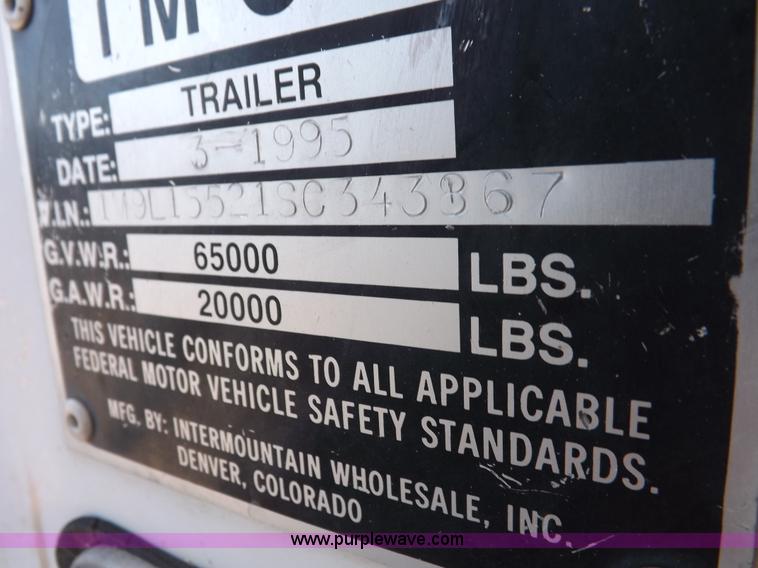 TYPE: TRAILER
DATE: 3-1995
V.I.N.: 1M9L15521SC343867
G.V.W.R.: 65000 LBS.
G.A.W.R.: 20000 LBS.
THIS VEHICLE CONFORMS TO ALL APPLICABLE
FEDERAL MOTOR VEHICLE SAFETY STANDARDS.
MFG. BY: INTERMOUNTAIN WHOLESALE, INC.
DENVER, COLORADO
www.purplewave.com